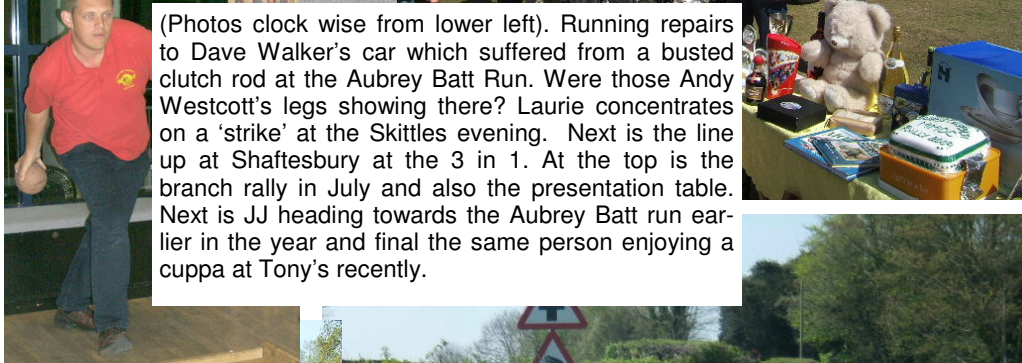 (Photos clock wise from lower left). Running repairs
to Dave Walker's car which suffered from a busted
clutch rod at the Aubrey Batt Run. Were those Andy
Westcott's legs showing there? Laurie concentrates
on a 'strike' at the Skittles evening.  Next is the line
up at Shaftesbury at the 3 in 1. At the top is the
branch rally in July and also the presentation table.
Next is JJ heading towards the Aubrey Batt run ear-
lier in the year and final the same person enjoying a
cuppa at Tony's recently.